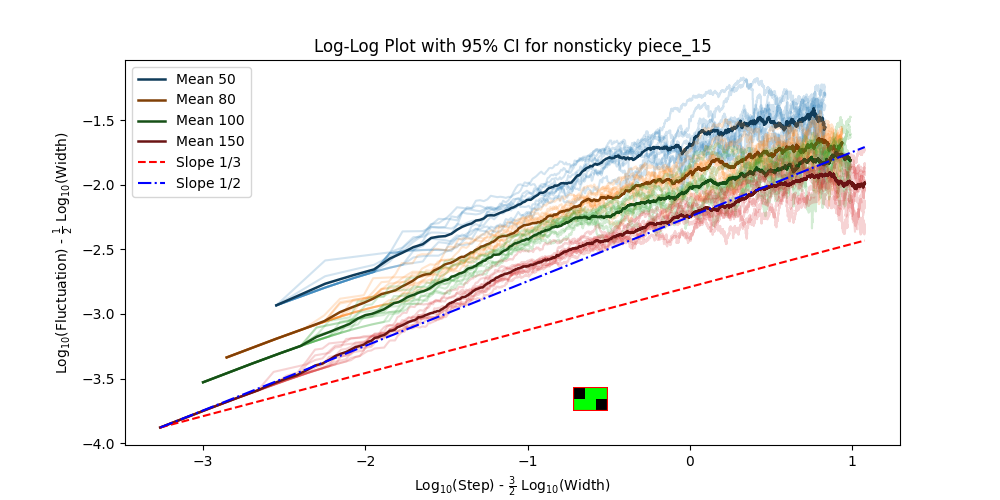 Log-Log Plot with 95% CI for nonsticky piece_15
Mean 50
Mean 80
Mean 100
Mean 150
Slope 1/3
Slope 1/2
Log₁₀(Fluctuation) - ½ Log₁₀(Width)
−1.5
−2.0
−2.5
−3.0
−3.5
−4.0
−3 −2 −1 0 1
Log₁₀(Step) - 3/2 Log₁₀(Width)